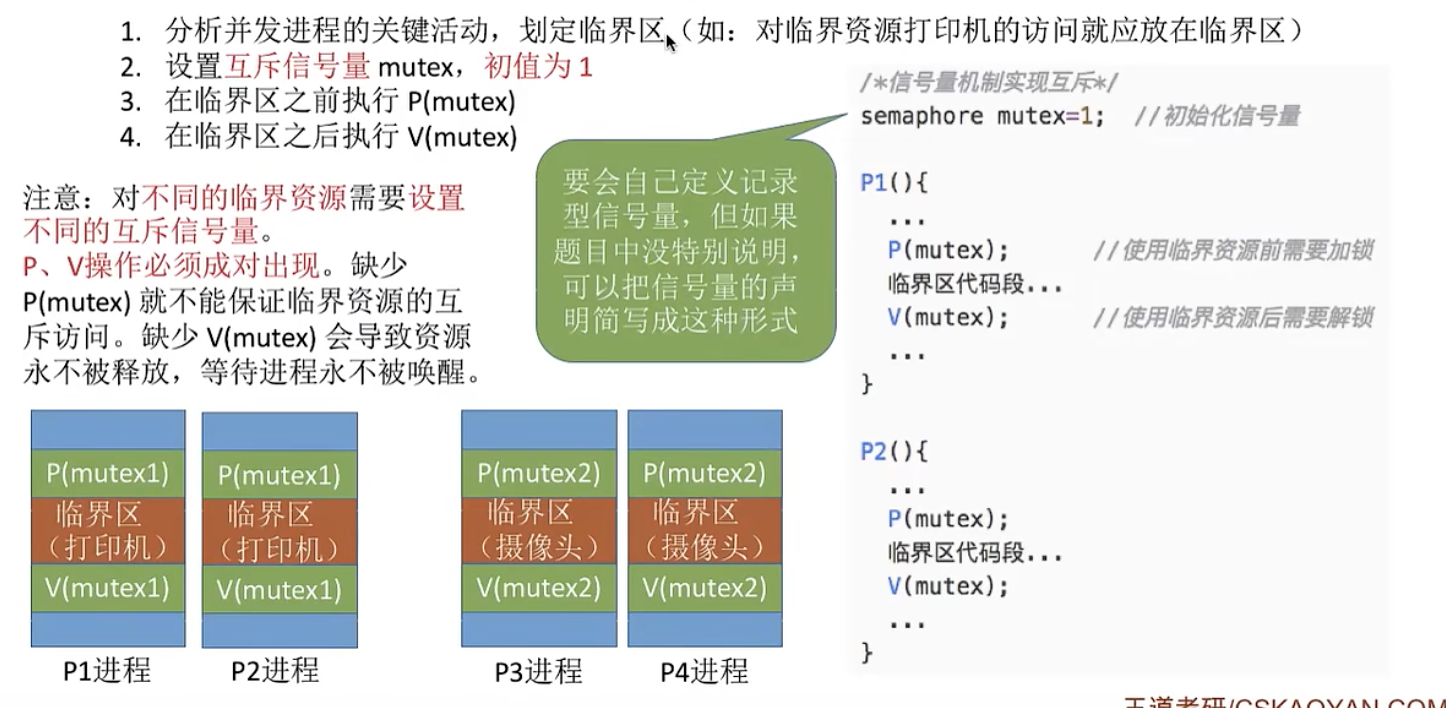 1. 分析并发进程的关键活动，划定临界区（如：对临界资源打印机的访问就应放在临界区）
2. 设置互斥信号量 mutex，初值为 1
3. 在临界区之前执行 P(mutex)
4. 在临界区之后执行 V(mutex)
注意：对不同的临界资源需要设置
不同的互斥信号量。
P、V操作必须成对出现。缺少
P(mutex) 就不能保证临界资源的互
斥访问。缺少 V(mutex) 会导致资源
永不被释放，等待进程永不被唤醒。
要会自己定义记录
型信号量，但如果
题目中没特别说明，
可以把信号量的声
明简写成这种形式
/*信号量机制实现互斥*/
semaphore mutex=1; //初始化信号量
P1(){
...
P(mutex); //使用临界资源前需要加锁
临界区代码段...
V(mutex); //使用临界资源后需要解锁
...
}
P2(){
...
P(mutex);
临界区代码段...
V(mutex);
...
}
P(mutex1)
临界区
（打印机）
V(mutex1)
P1进程
P(mutex1)
临界区
（打印机）
V(mutex1)
P2进程
P(mutex2)
临界区
（摄像头）
V(mutex2)
P3进程
P(mutex2)
临界区
（摄像头）
V(mutex2)
P4进程
王道考研/CSKAOYAN.COM